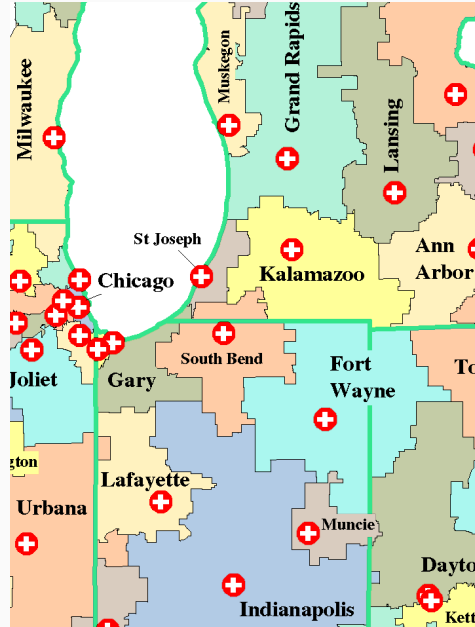 Milwaukee
Muskegon
Grand Rapids
Lansing
St Joseph
Chicago
Kalamazoo
Ann
Arbor
Joliet
Gary
South Bend
Fort
Wayne
To
gton
Lafayette
Urbana
Muncie
Indianapolis
Dayto
Kett